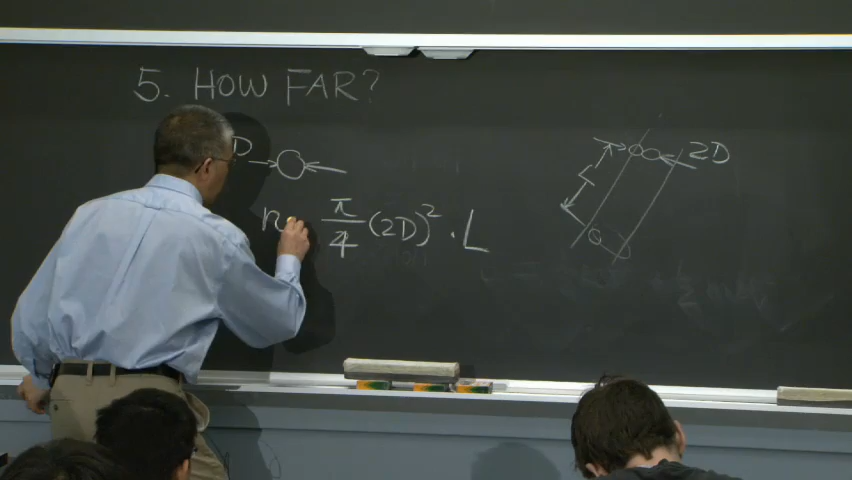 5. HOW FAR?
D
2D
n π/4 (2D)² · L
L